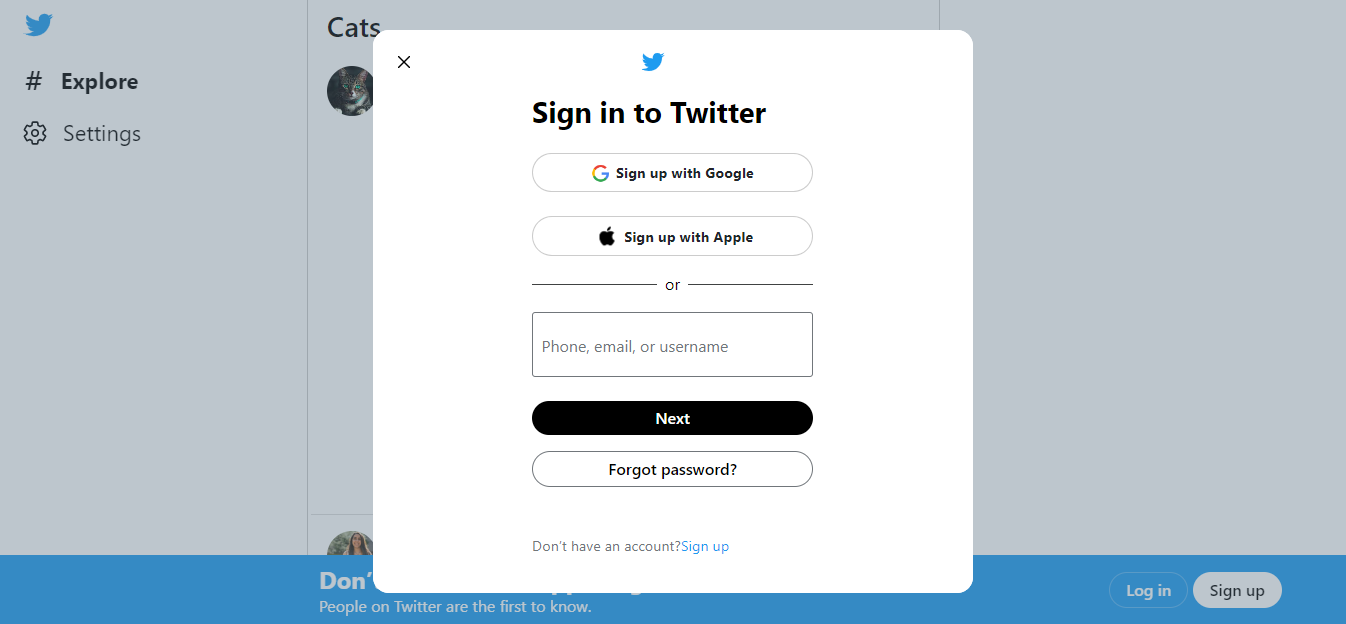 Cats
# Explore
Settings
Sign in to Twitter
Sign up with Google
Sign up with Apple
or
Phone, email, or username
Next
Forgot password?
Don't have an account?Sign up
Don’
People on Twitter are the first to know.
Log in
Sign up